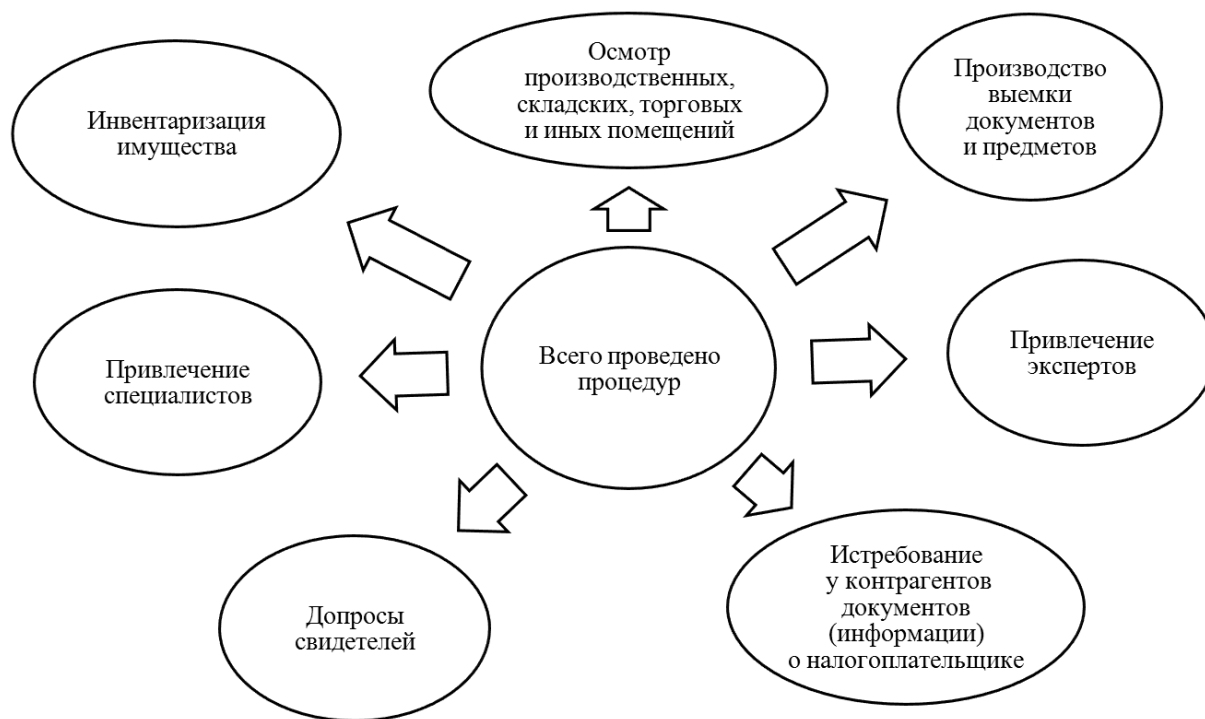 Осмотр
производственных,
складских, торговых
и иных помещений
Производство
выемки
документов
и предметов
Инвентаризация
имущества
Привлечение
специалистов
Всего проведено
процедур
Привлечение
экспертов
Допросы
свидетелей
Истребование
у контрагентов
документов
(информации)
о налогоплательщике